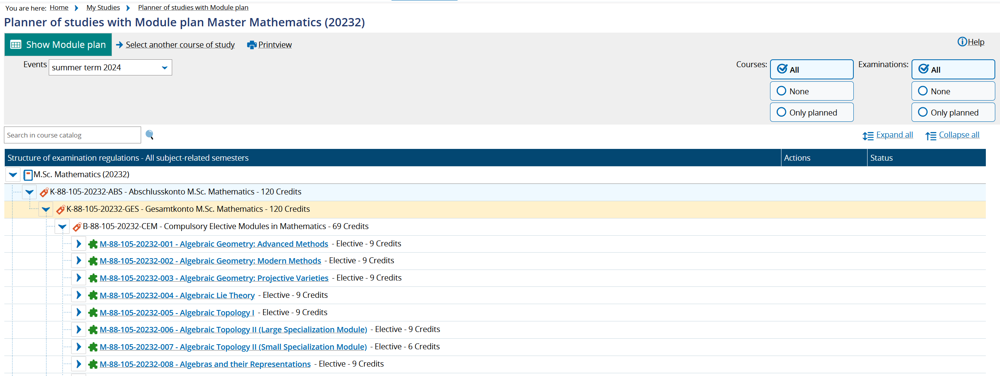 You are here: Home My Studies Planner of studies with Module plan
Planner of studies with Module plan Master Mathematics (20232)
Show Module plan Select another course of study Printview Help
Events summer term 2024 Courses: All Examinations: All
None None
Only planned Only planned
Search in course catalog Expand all Collapse all
Structure of examination regulations - All subject-related semesters Actions Status
M.Sc. Mathematics (20232)
K-88-105-20232-ABS - Abschlusskonto M.Sc. Mathematics - 120 Credits
K-88-105-20232-GES - Gesamtkonto M.Sc. Mathematics - 120 Credits
B-88-105-20232-CEM - Compulsory Elective Modules in Mathematics - 69 Credits
M-88-105-20232-001 - Algebraic Geometry: Advanced Methods - Elective - 9 Credits
M-88-105-20232-002 - Algebraic Geometry: Modern Methods - Elective - 9 Credits
M-88-105-20232-003 - Algebraic Geometry: Projective Varieties - Elective - 9 Credits
M-88-105-20232-004 - Algebraic Lie Theory - Elective - 9 Credits
M-88-105-20232-005 - Algebraic Topology I - Elective - 9 Credits
M-88-105-20232-006 - Algebraic Topology II (Large Specialization Module) - Elective - 9 Credits
M-88-105-20232-007 - Algebraic Topology II (Small Specialization Module) - Elective - 6 Credits
M-88-105-20232-008 - Algebras and their Representations - Elective - 9 Credits